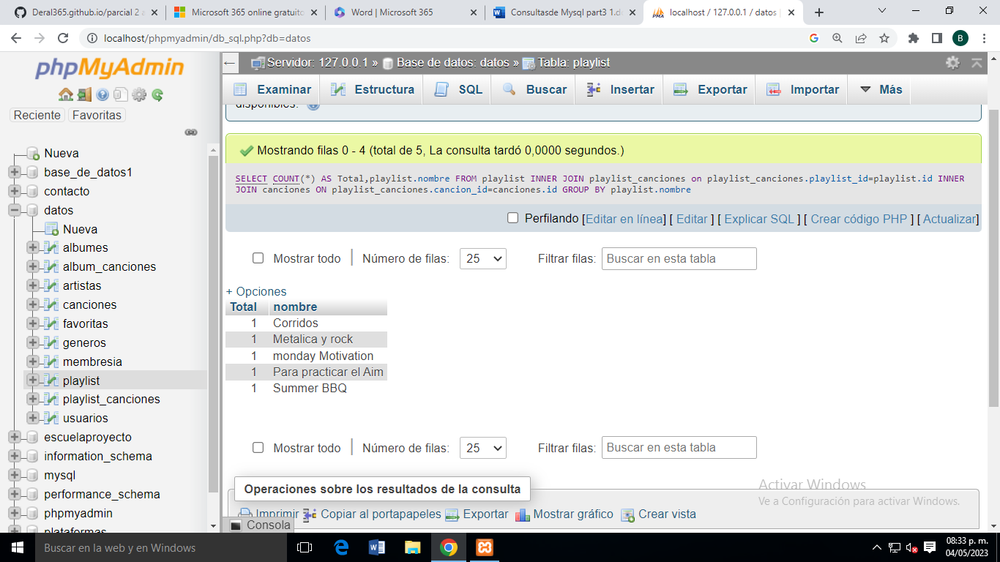 Deral365.github.io/parcial 2 a
Microsoft 365 online gratuito
Word | Microsoft 365
Consultasde Mysql part3 1.d
localhost / 127.0.0.1 / datos |
localhost/phpmyadmin/db_sql.php?db=datos
B
phpMyAdmin
Reciente Favoritas
Nueva
base_de_datos1
contacto
datos
Nueva
albumes
album_canciones
artistas
canciones
favoritas
generos
membresia
playlist
playlist_canciones
usuarios
escuelaproyecto
information_schema
mysql
performance_schema
phpmyadmin
plataformas
Servidor: 127.0.0.1 » Base de datos: datos » Tabla: playlist
Examinar Estructura SQL Buscar Insertar Exportar Importar Más
disponibles.
Mostrando filas 0 - 4 (total de 5, La consulta tardó 0,0000 segundos.)
SELECT COUNT(*) AS Total,playlist.nombre FROM playlist INNER JOIN playlist_canciones on playlist_canciones.playlist_id=playlist.id INNER
JOIN canciones ON playlist_canciones.cancion_id=canciones.id GROUP BY playlist.nombre
Perfilando [Editar en línea] [ Editar ] [ Explicar SQL ] [ Crear código PHP ] [ Actualizar]
Mostrar todo | Número de filas: 25 Filtrar filas: Buscar en esta tabla
+ Opciones
Total nombre
1 Corridos
1 Metalica y rock
1 monday Motivation
1 Para practicar el Aim
1 Summer BBQ
Mostrar todo | Número de filas: 25 Filtrar filas: Buscar en esta tabla
Operaciones sobre los resultados de la consulta
Imprimir Copiar al portapapeles Exportar Mostrar gráfico Crear vista
Consola
Activar Windows
Ve a Configuración para activar Windows.
Buscar en la web y en Windows
08:33 p. m.
04/05/2023